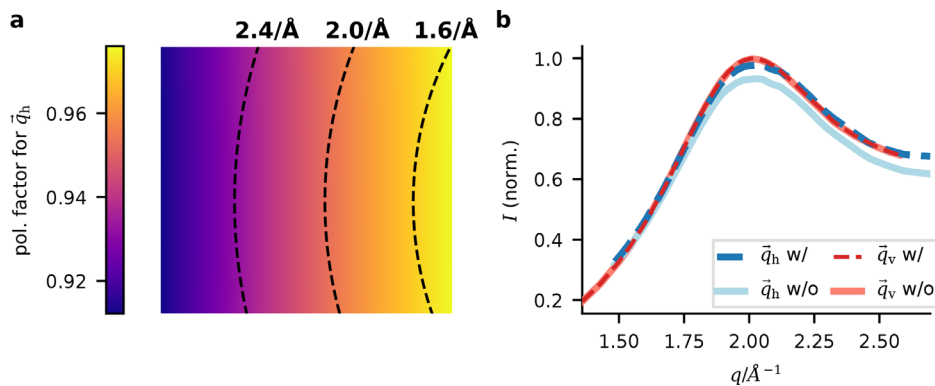 a
2.4/Å 2.0/Å 1.6/Å
pol. factor for q⃗h
0.96
0.94
0.92
b
I (norm.)
1.0
0.8
0.6
0.4
0.2
q⃗h w/ q⃗v w/
q⃗h w/o q⃗v w/o
1.50 1.75 2.00 2.25 2.50
q/Å⁻¹